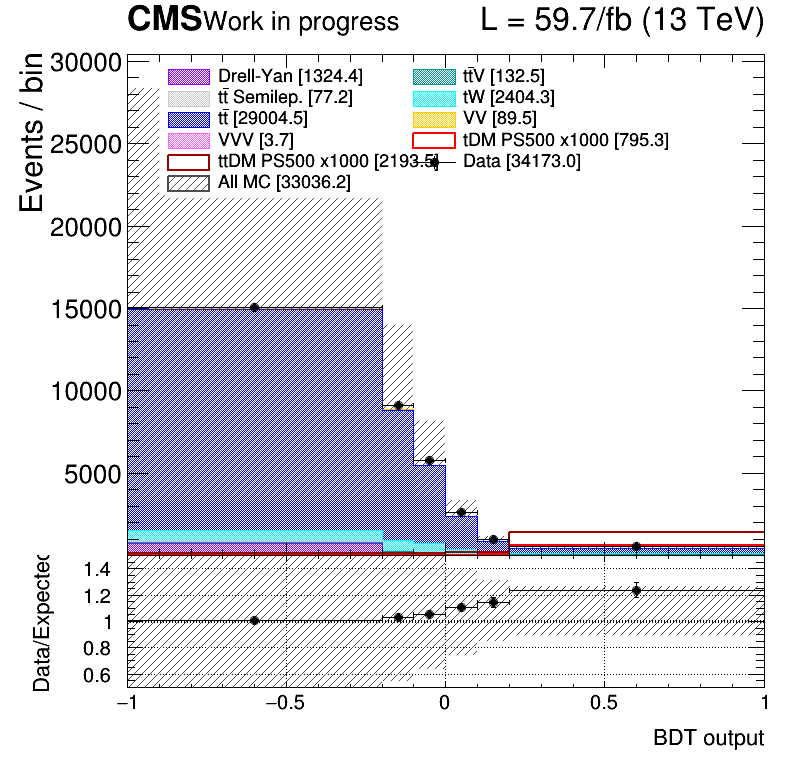 CMS Work in progress L = 59.7/fb (13 TeV)
Events / bin
30000
25000
20000
15000
10000
5000
Drell-Yan [1324.4] tt̄V [132.5]
tt̄ Semilep. [77.2] tW [2404.3]
tt̄ [29004.5] VV [89.5]
VVV [3.7] tDM PS500 x1000 [795.3]
ttDM PS500 x1000 [2193.5] Data [34173.0]
All MC [33036.2]
Data/Expected
1.4
1.2
1
0.8
0.6
−1 −0.5 0 0.5 1
BDT output